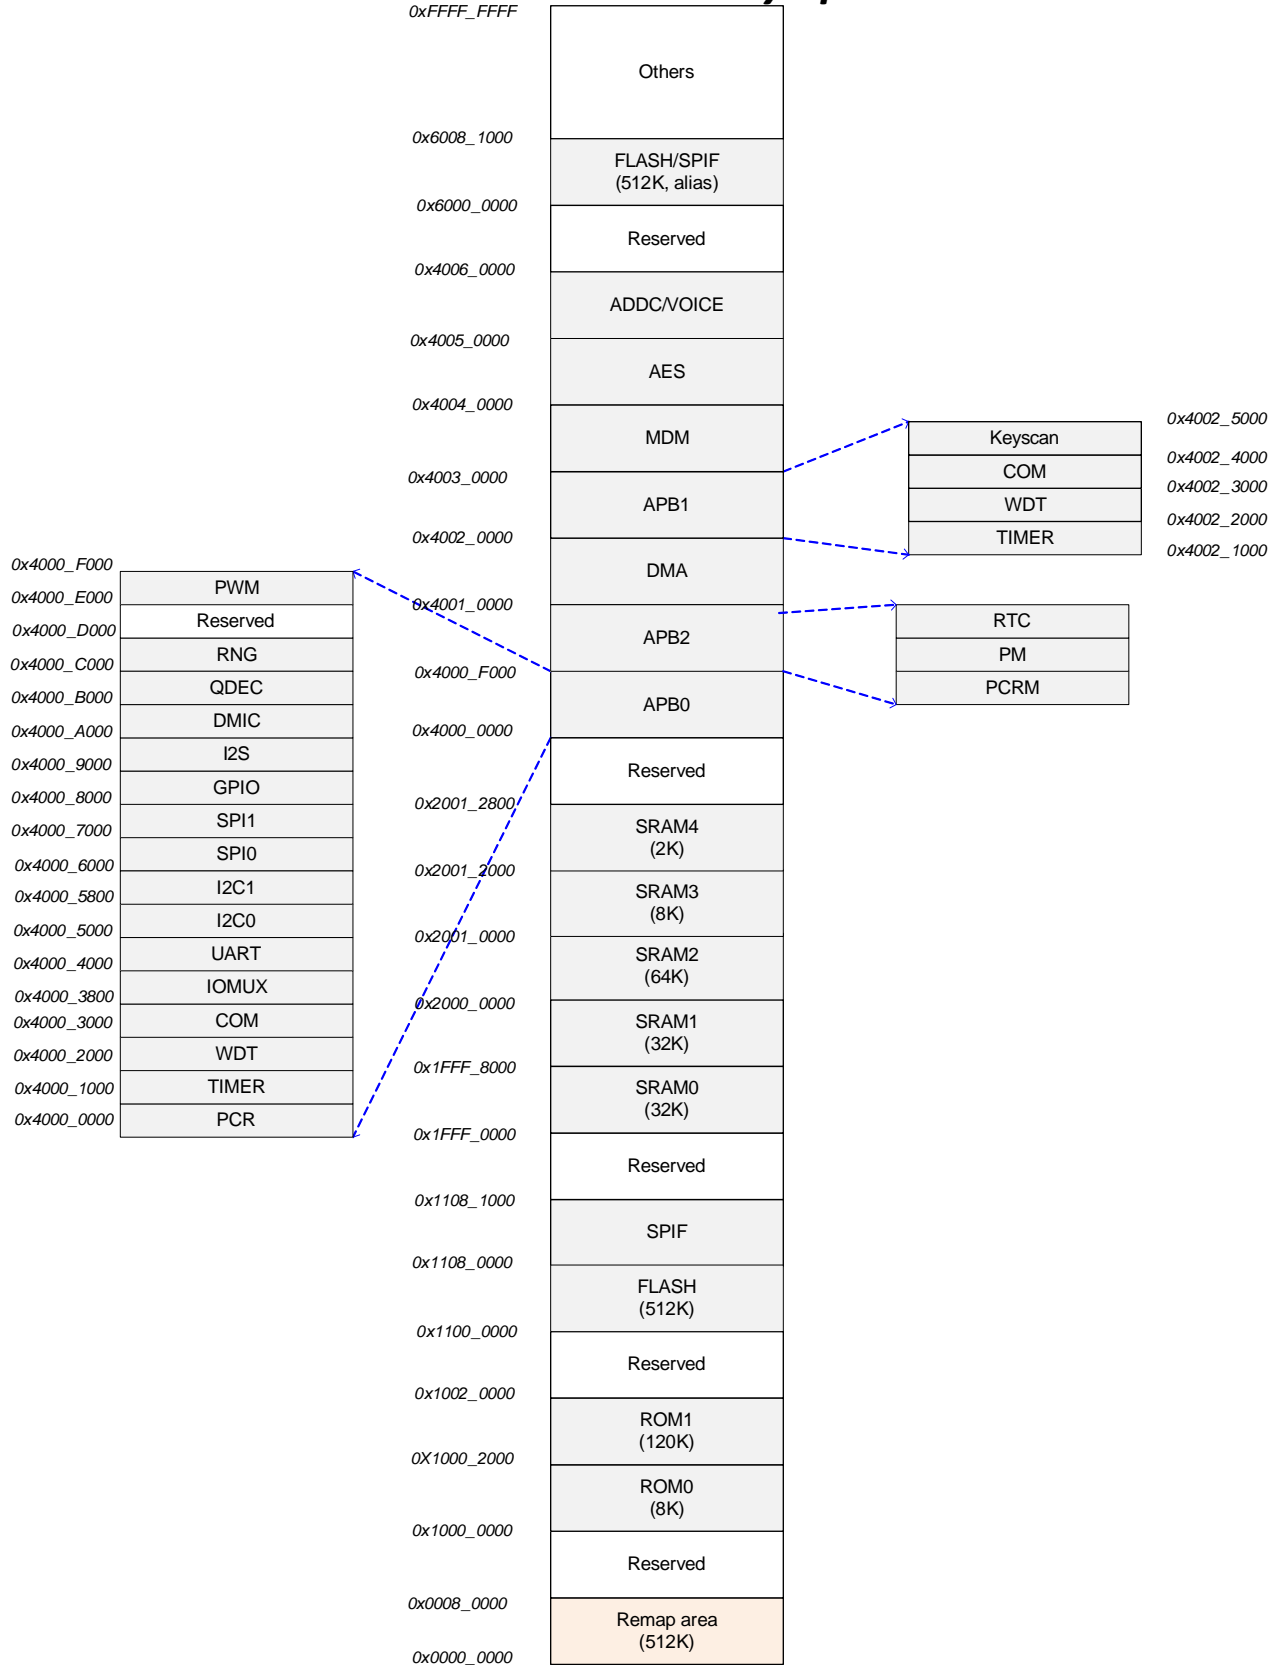 0xFFFF_FFFF
Others
0x6008_1000
FLASH/SPIF
(512K, alias)
0x6000_0000
Reserved
0x4006_0000
ADDC/VOICE
0x4005_0000
AES
0x4004_0000
MDM
0x4003_0000
APB1
0x4002_0000
DMA
0x4001_0000
APB2
0x4000_F000
APB0
0x4000_0000
Reserved
0x2001_2800
SRAM4
(2K)
0x2001_2000
SRAM3
(8K)
0x2001_0000
SRAM2
(64K)
0x2000_0000
SRAM1
(32K)
0x1FFF_8000
SRAM0
(32K)
0x1FFF_0000
Reserved
0x1108_1000
SPIF
0x1108_0000
FLASH
(512K)
0x1100_0000
Reserved
0x1002_0000
ROM1
(120K)
0X1000_2000
ROM0
(8K)
0x1000_0000
Reserved
0x0008_0000
Remap area
(512K)
0x0000_0000
0x4002_5000
Keyscan
0x4002_4000
COM
0x4002_3000
WDT
0x4002_2000
TIMER
0x4002_1000
RTC
PM
PCRM
0x4000_F000
PWM
0x4000_E000
Reserved
0x4000_D000
RNG
0x4000_C000
QDEC
0x4000_B000
DMIC
0x4000_A000
I2S
0x4000_9000
GPIO
0x4000_8000
SPI1
0x4000_7000
SPI0
0x4000_6000
I2C1
0x4000_5800
I2C0
0x4000_5000
UART
0x4000_4000
IOMUX
0x4000_3800
COM
0x4000_3000
WDT
0x4000_2000
TIMER
0x4000_1000
PCR
0x4000_0000